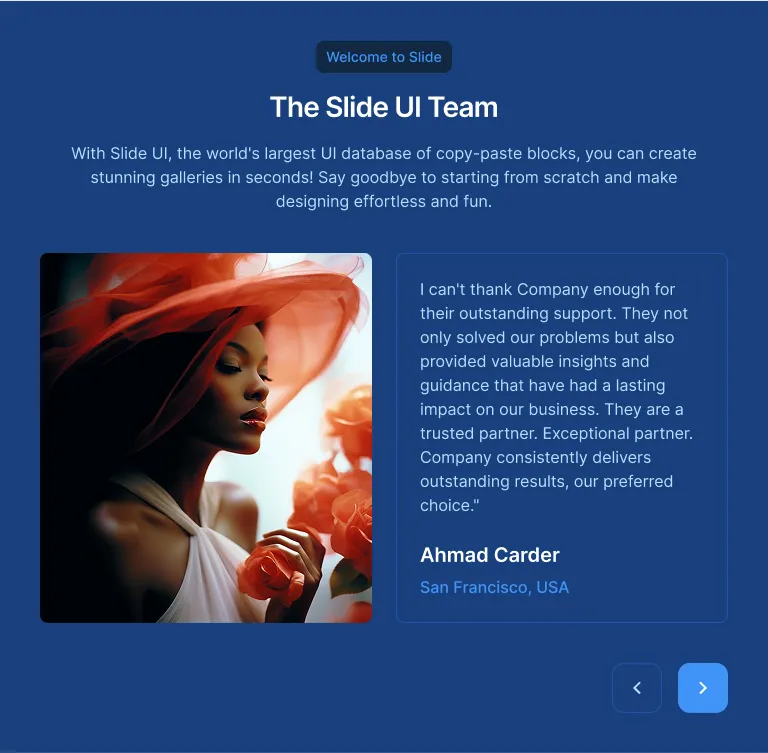 Welcome to Slide
The Slide UI Team
With Slide UI, the world's largest UI database of copy-paste blocks, you can create
stunning galleries in seconds! Say goodbye to starting from scratch and make
designing effortless and fun.
I can't thank Company enough for
their outstanding support. They not
only solved our problems but also
provided valuable insights and
guidance that have had a lasting
impact on our business. They are a
trusted partner. Exceptional partner.
Company consistently delivers
outstanding results, our preferred
choice."
Ahmad Carder
San Francisco, USA